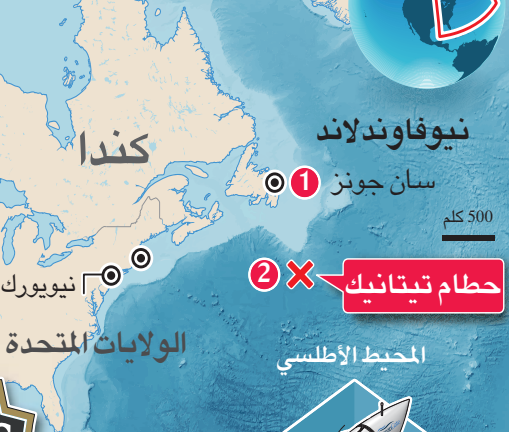 نيوفاوندلاند
كندا
سان جونز
1
500 كلم
2
حطام تيتانيك
نيويورك
الولايات المتحدة
المحيط الأطلسي